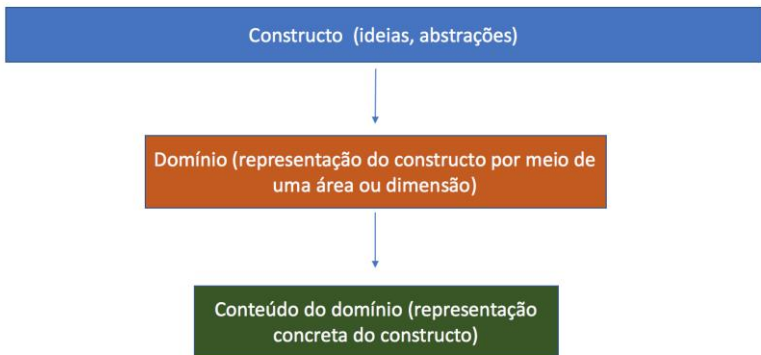 Constructo (ideias, abstrações)
Domínio (representação do constructo por meio de
uma área ou dimensão)
Conteúdo do domínio (representação
concreta do constructo)